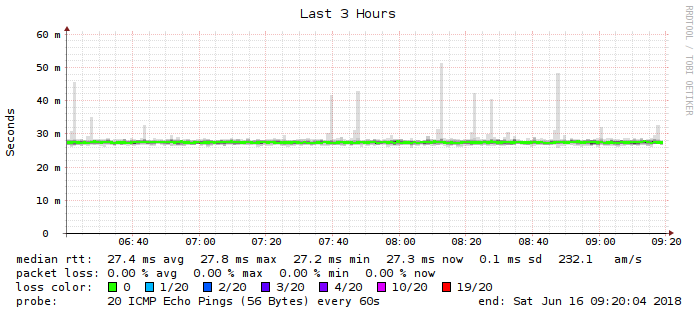 Last 3 Hours
RRDTOOL / TOBI OETIKER
Seconds
60 m
50 m
40 m
30 m
20 m
10 m
0
06:40 07:00 07:20 07:40 08:00 08:20 08:40 09:00 09:20
median rtt: 27.4 ms avg 27.8 ms max 27.2 ms min 27.3 ms now 0.1 ms sd 232.1 am/s
packet loss: 0.00 % avg 0.00 % max 0.00 % min 0.00 % now
loss color: 0 1/20 2/20 3/20 4/20 10/20 19/20
probe: 20 ICMP Echo Pings (56 Bytes) every 60s end: Sat Jun 16 09:20:04 2018